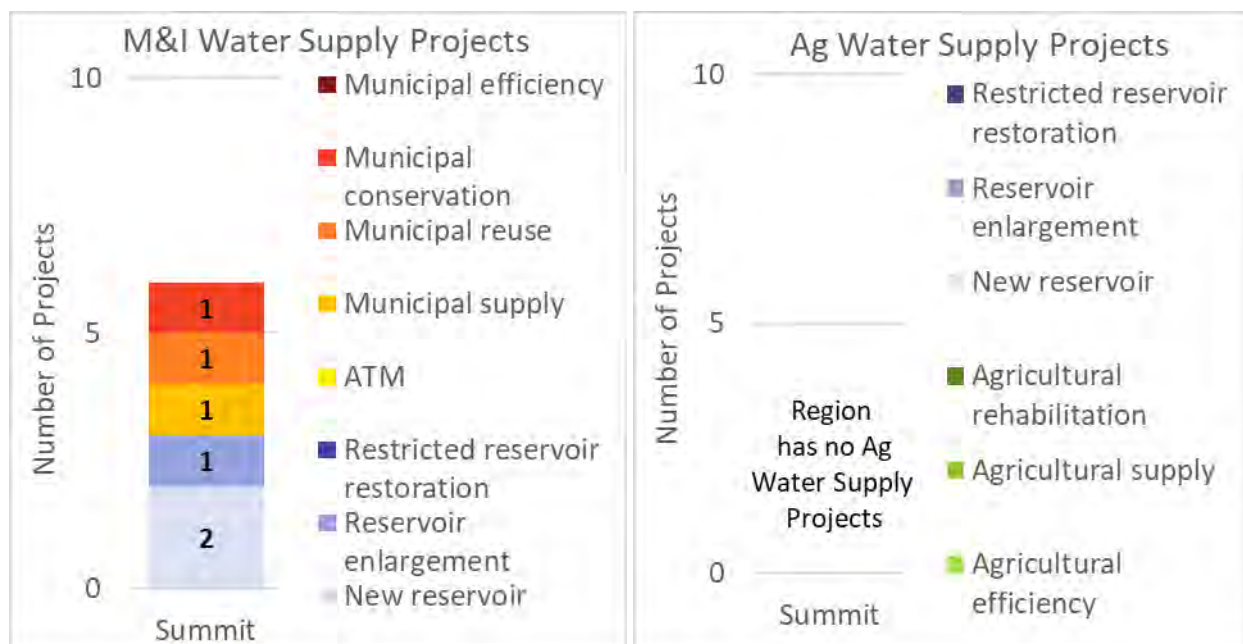 M&I Water Supply Projects
10
5
0
Number of Projects
1
1
1
1
2
Summit
Municipal efficiency
Municipal
conservation
Municipal reuse
Municipal supply
ATM
Restricted reservoir
restoration
Reservoir
enlargement
New reservoir
Ag Water Supply Projects
10
5
0
Number of Projects
Region
has no Ag
Water Supply
Projects
Summit
Restricted reservoir
restoration
Reservoir
enlargement
New reservoir
Agricultural
rehabilitation
Agricultural supply
Agricultural
efficiency